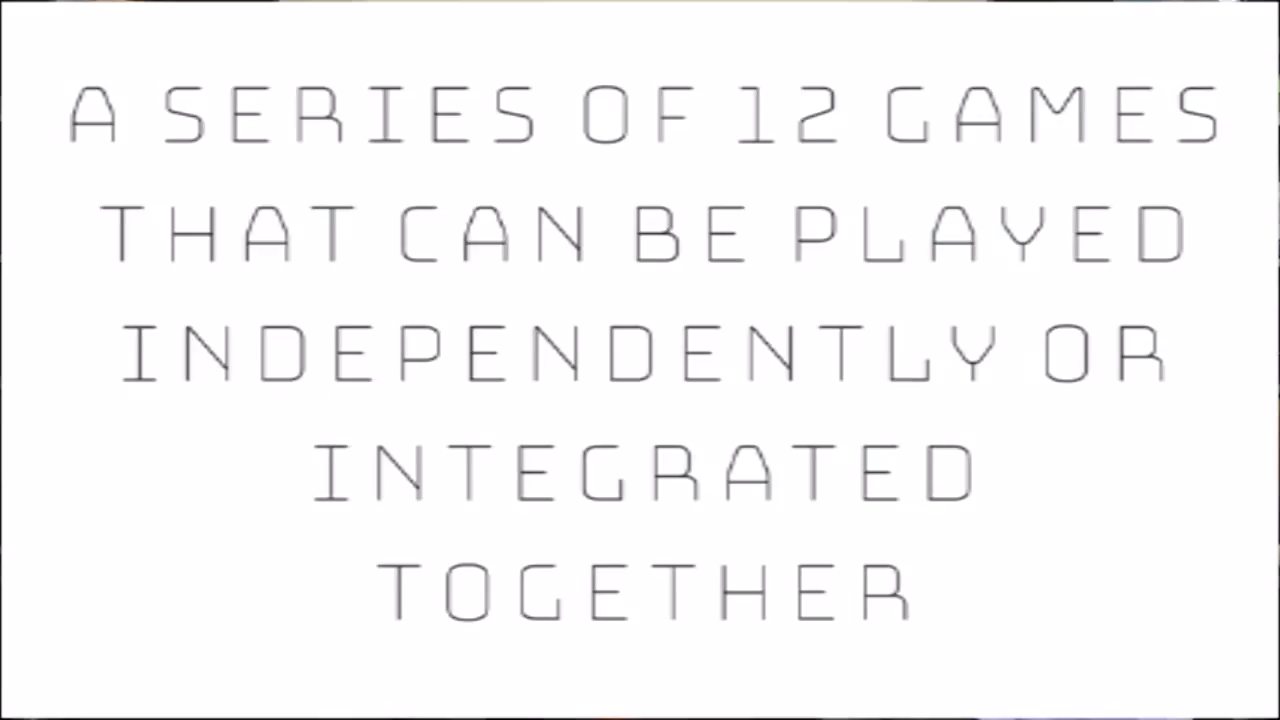 A SERIES OF 12 GAMES
THAT CAN BE PLAYED
INDEPENDENTLY OR
INTEGRATED
TOGETHER